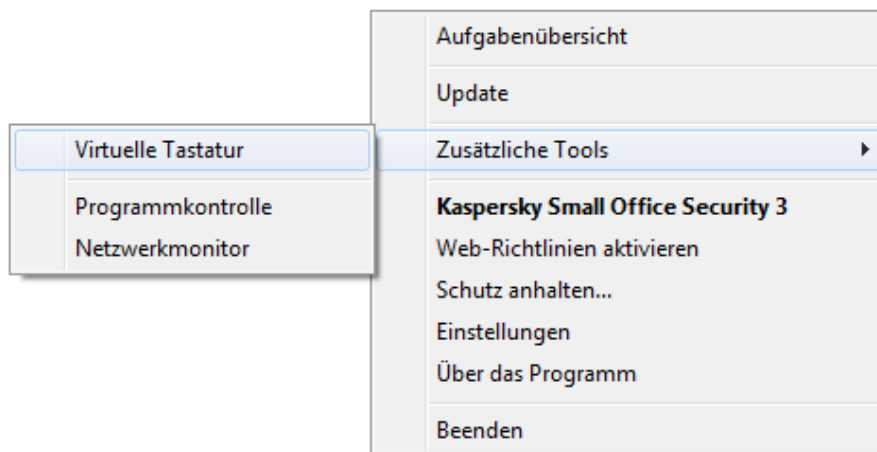 Aufgabenübersicht
Update
Zusätzliche Tools
Virtuelle Tastatur
Programmkontrolle
Netzwerkmonitor
Kaspersky Small Office Security 3
Web-Richtlinien aktivieren
Schutz anhalten...
Einstellungen
Über das Programm
Beenden